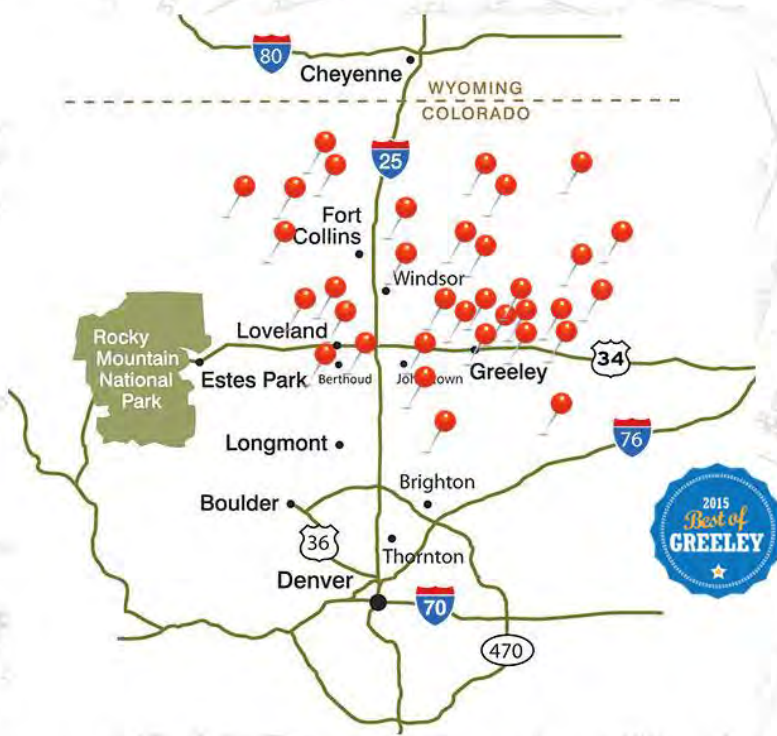 80
Cheyenne
WYOMING
COLORADO
25
Fort
Collins
Windsor
Rocky
Mountain
National
Park
Loveland
Estes Park
Berthoud
Greeley
34
Longmont
76
Boulder
Brighton
36
Thornton
Denver
70
470
2015
Best of
GREELEY